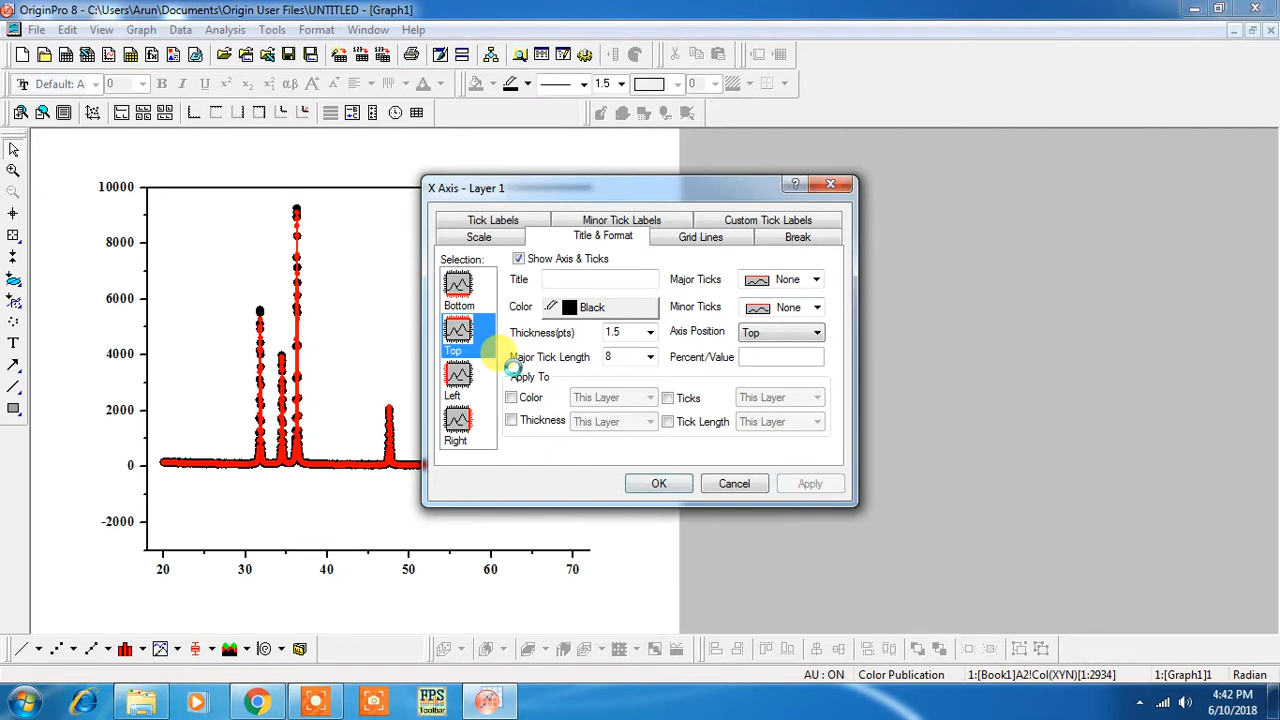 OriginPro 8 - C:\Users\Arun\Documents\Origin User Files\UNTITLED - [Graph1]
File Edit View Graph Data Analysis Tools Format Window Help
Default: A 0 B I U 1.5 0
10000
8000
6000
4000
2000
0
-2000
20 30 40 50 60 70
X Axis - Layer 1
Tick Labels Minor Tick Labels Custom Tick Labels
Scale Title & Format Grid Lines Break
Selection:
Bottom
Top
Left
Right
Show Axis & Ticks
Title Major Ticks None
Color Black Minor Ticks None
Thickness(pts) 1.5 Axis Position Top
Major Tick Length 8 Percent/Value
Apply To
Color This Layer Ticks This Layer
Thickness This Layer Tick Length This Layer
OK Cancel Apply
AU : ON Color Publication 1:[Book1]A2!Col(XYN)[1:2934] 1:[Graph1]1 Radian
FPS
Toolbar
4:42 PM
6/10/2018